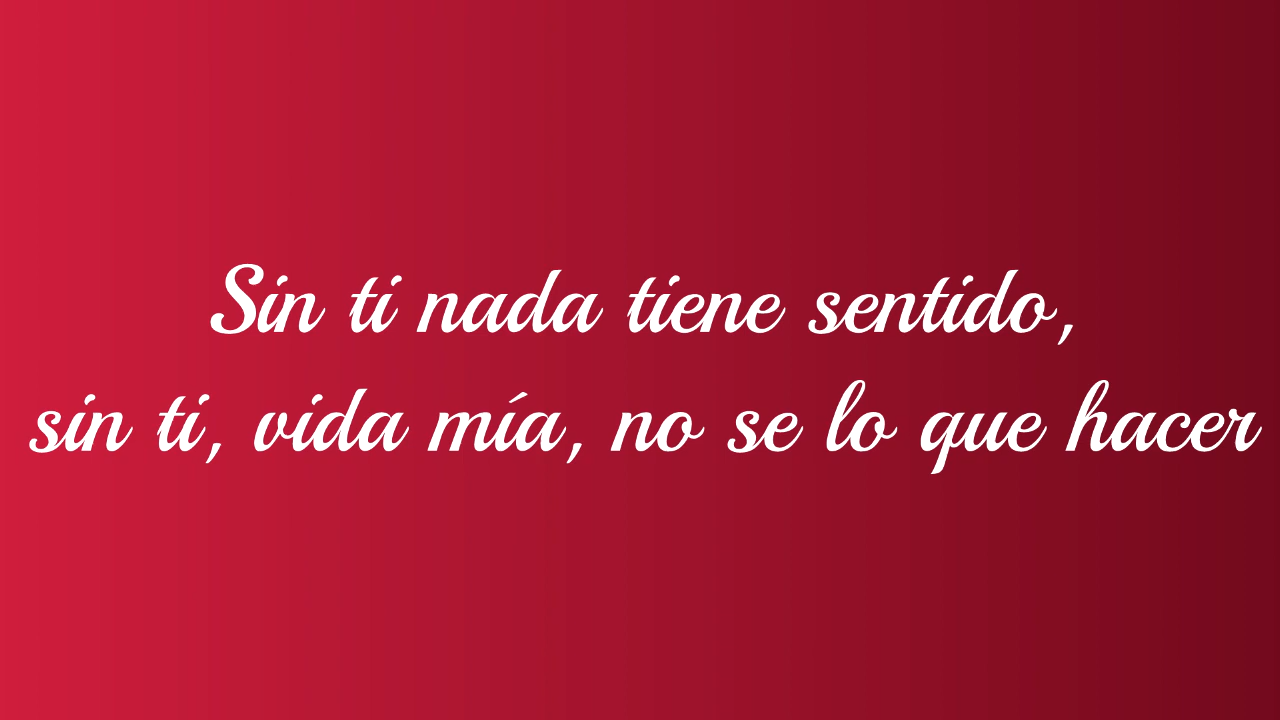 Sin ti nada tiene sentido,
sin ti, vida mía, no se lo que hacer